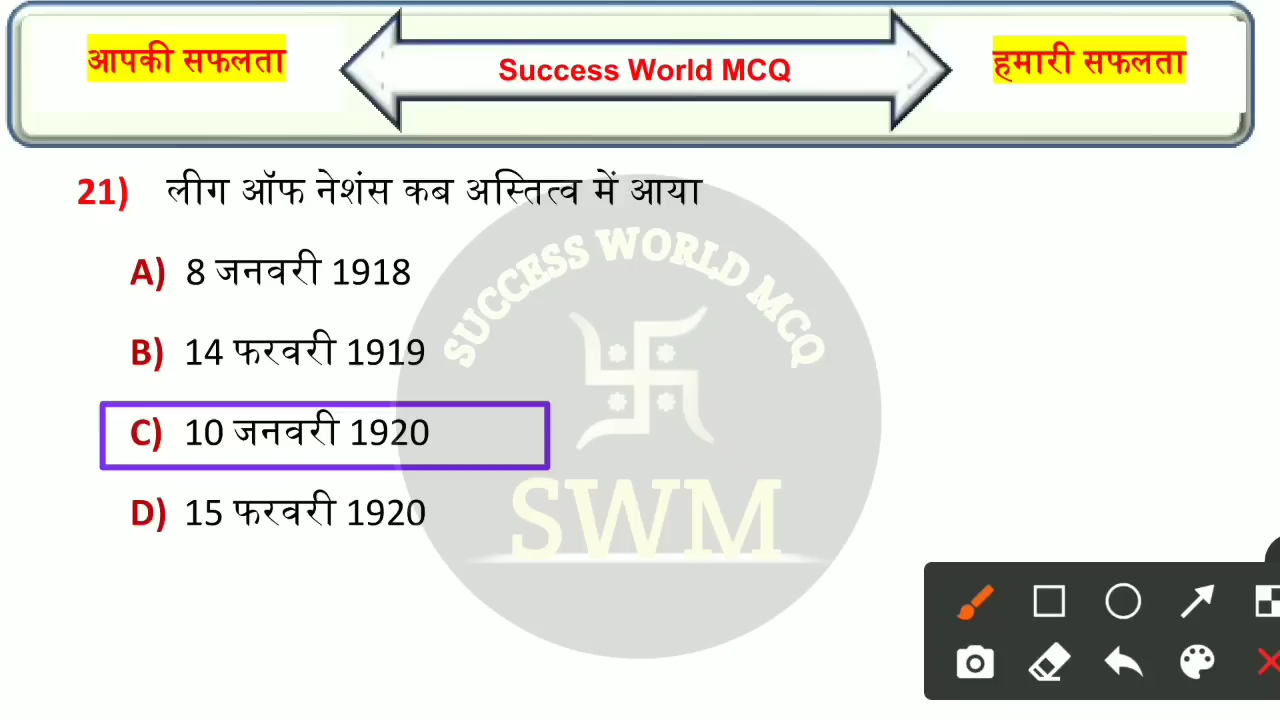 आपकी सफलता
Success World MCQ
हमारी सफलता
21) लीग ऑफ नेशंस कब अस्तित्व में आया
A) 8 जनवरी 1918
B) 14 फरवरी 1919
C) 10 जनवरी 1920
D) 15 फरवरी 1920
SUCCESS WORLD MCQ
SWM